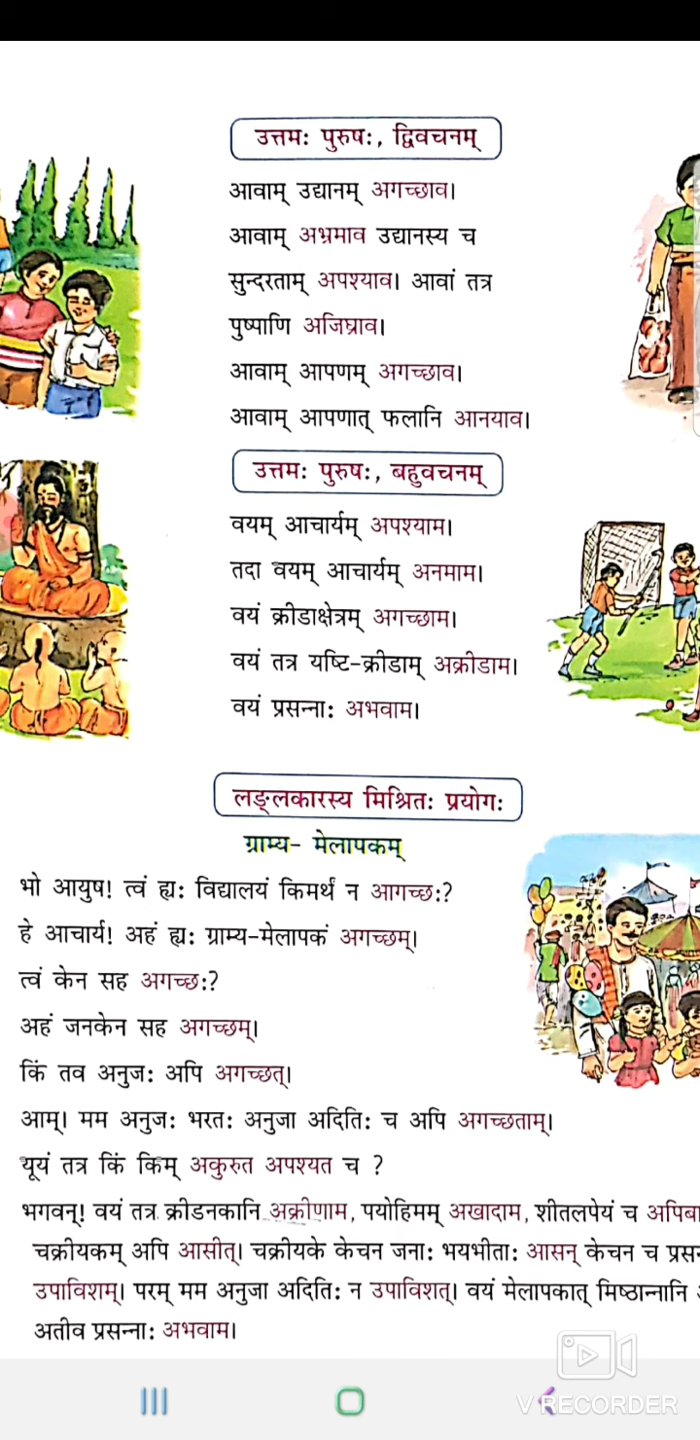 उत्तमः पुरुषः, द्विवचनम्
आवाम् उद्यानम् अगच्छाव।
आवाम् अभ्रमाव उद्यानस्य च
सुन्दरताम् अपश्याव। आवां तत्र
पुष्पाणि अजिघ्राव।
आवाम् आपणम् अगच्छाव।
आवाम् आपणात् फलानि आनयाव।
उत्तमः पुरुषः, बहुवचनम्
वयम् आचार्यम् अपश्याम।
तदा वयम् आचार्यम् अनमाम।
वयं क्रीडाक्षेत्रम् अगच्छाम।
वयं तत्र यष्टि-क्रीडाम् अक्रीडाम।
वयं प्रसन्नाः अभवाम।
लङ्लकारस्य मिश्रितः प्रयोगः
ग्राम्य- मेलापकम्
भो आयुष! त्वं ह्यः विद्यालयं किमर्थं न आगच्छः?
हे आचार्य! अहं ह्यः ग्राम्य-मेलापकं अगच्छम्।
त्वं केन सह अगच्छः?
अहं जनकेन सह अगच्छम्।
किं तव अनुजः अपि अगच्छत्।
आम्। मम अनुजः भरतः अनुजा अदितिः च अपि अगच्छताम्।
यूयं तत्र किं किम् अकुरुत अपश्यत च ?
भगवन्! वयं तत्र क्रीडनकानि अक्रीणाम, पयोहिमम् अखादाम, शीतलपेयं च अपिबा
चक्रीयकम् अपि आसीत्। चक्रीयके केचन जनाः भयभीताः आसन् केचन च प्रसन
उपाविशम्। परम् मम अनुजा अदितिः न उपाविशत्। वयं मेलापकात् मिष्ठान्नानि
अतीव प्रसन्नाः अभवाम।
V RECORDER